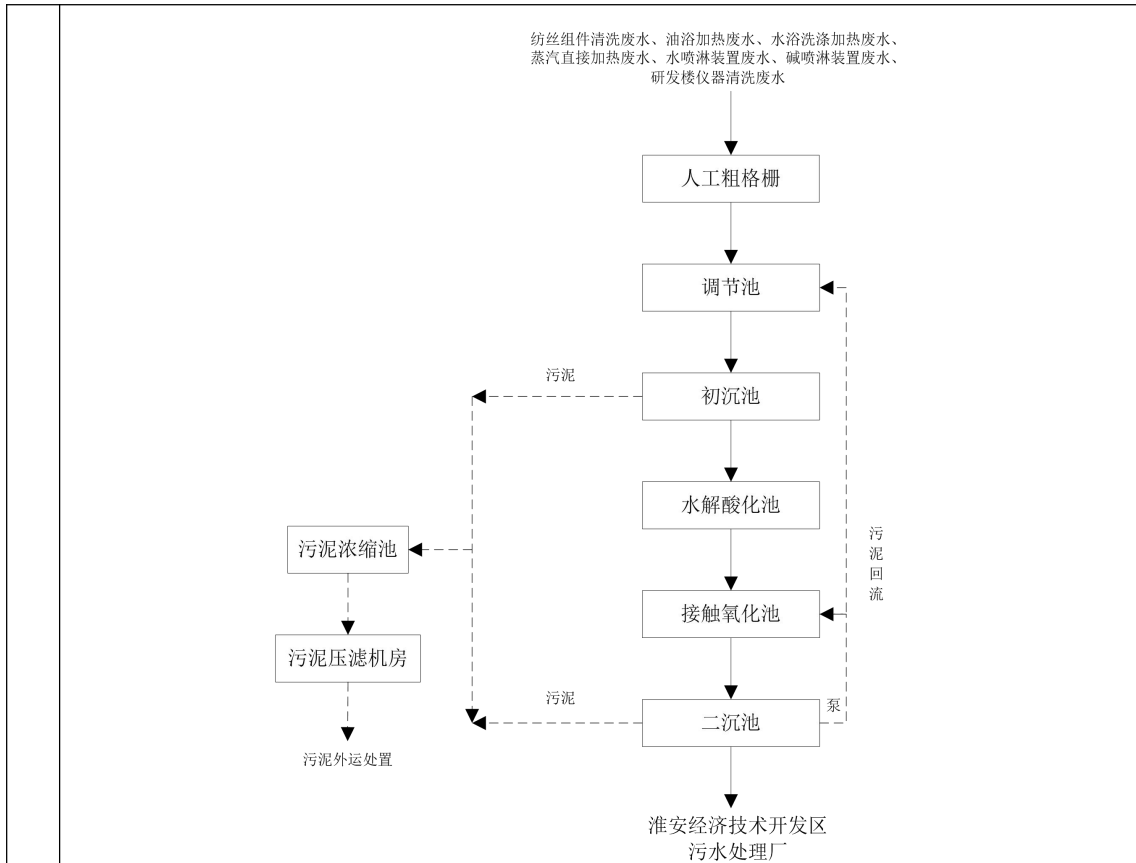 纺丝组件清洗废水、油浴加热废水、水浴洗涤加热废水、
蒸汽直接加热废水、水喷淋装置废水、碱喷淋装置废水、
研发楼仪器清洗废水
人工粗格栅
调节池
污泥
初沉池
水解酸化池
污泥浓缩池
污泥回流
接触氧化池
污泥压滤机房
污泥
泵
二沉池
污泥外运处置
淮安经济技术开发区
污水处理厂